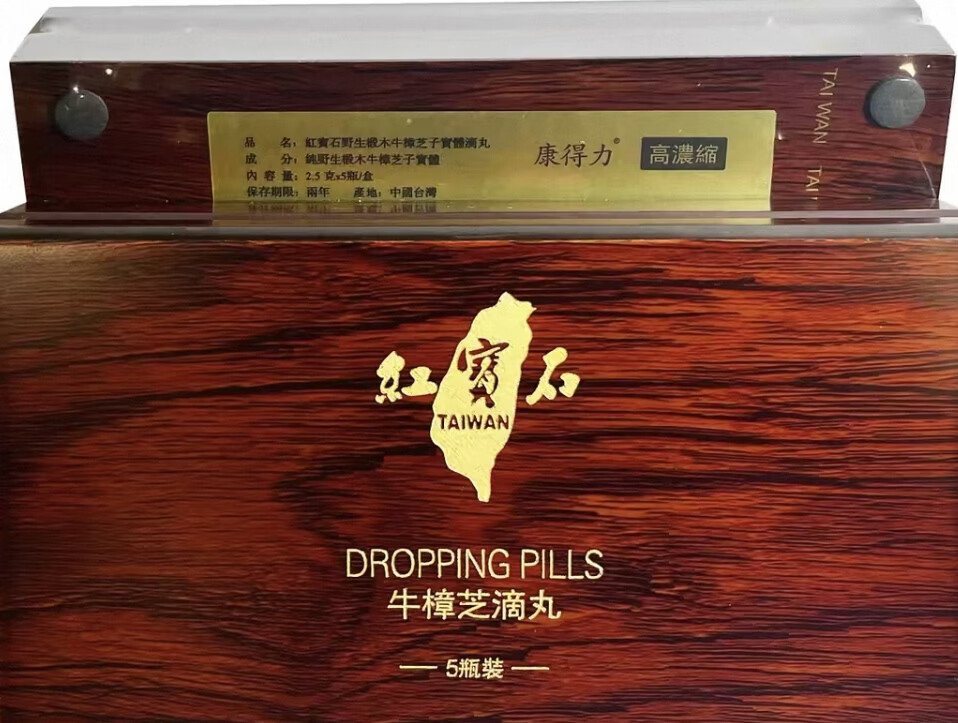 品 名：紅寳石野生椴木牛樟芝子實體滴丸
成 分：純野生椴木牛樟芝子實體
內 容 量：2.5 克x5瓶/盒
保存期限：兩年 產地：中國台灣
康得力® 高濃縮
TAIWAN TAI
紅寳石
TAIWAN
DROPPING PILLS
牛樟芝滴丸
5瓶裝